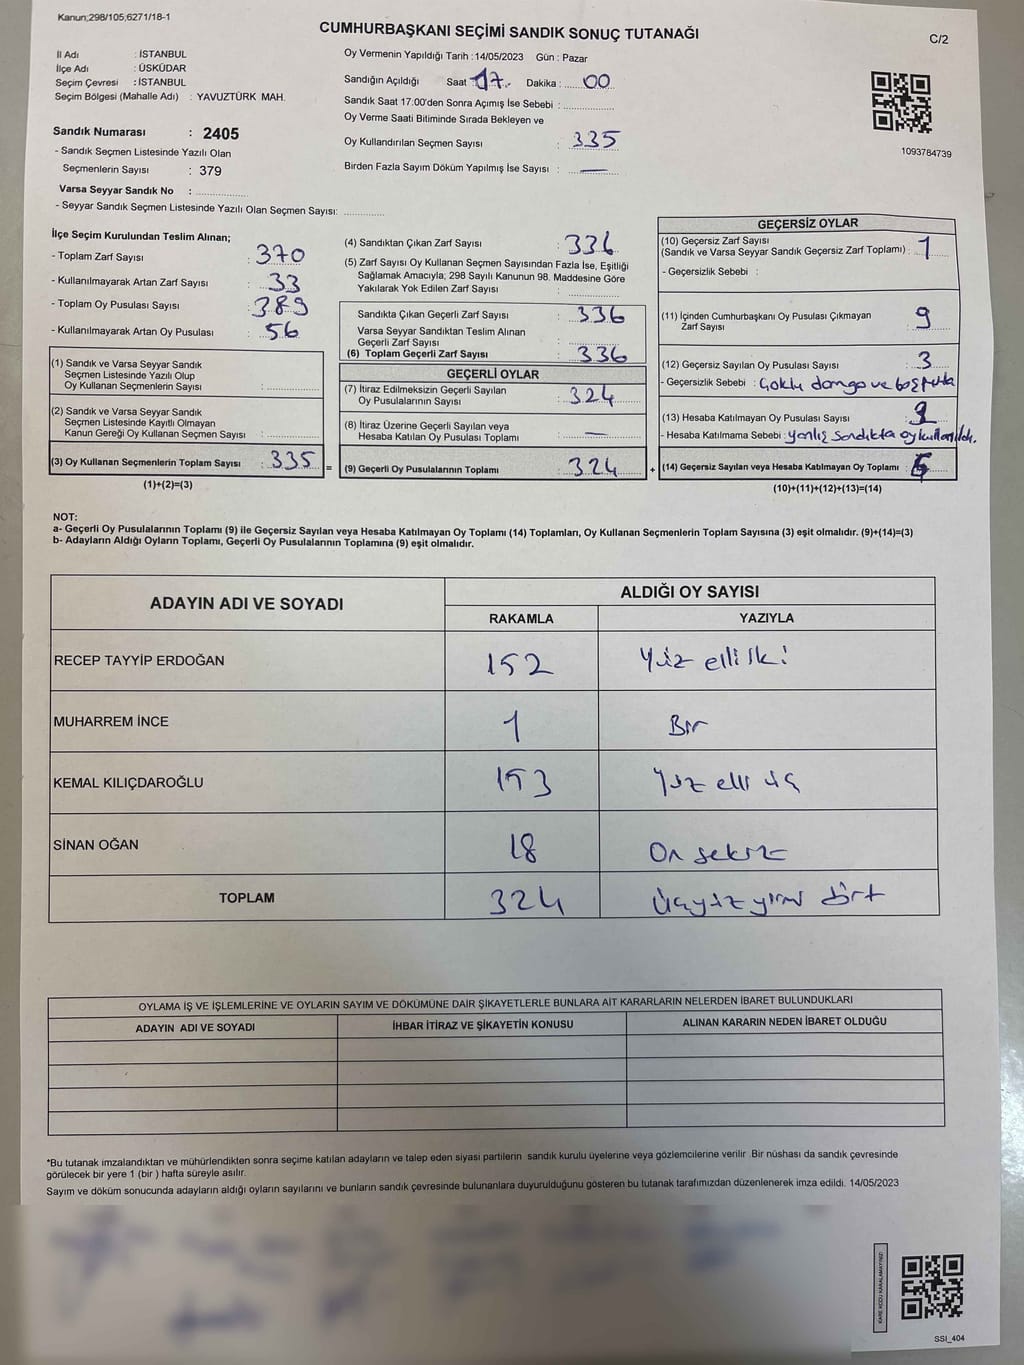 Kanun;298/105;6271/18-1
CUMHURBAŞKANI SEÇİMİ SANDIK SONUÇ TUTANAĞI
C/2
İl Adı : İSTANBUL
İlçe Adı : ÜSKÜDAR
Seçim Çevresi : İSTANBUL
Seçim Bölgesi (Mahalle Adı) : YAVUZTÜRK MAH.
Sandık Numarası : 2405
- Sandık Seçmen Listesinde Yazılı Olan
Seçmenlerin Sayısı : 379
Varsa Seyyar Sandık No :
- Seyyar Sandık Seçmen Listesinde Yazılı Olan Seçmen Sayısı:
Oy Vermenin Yapıldığı Tarih : 14/05/2023 Gün : Pazar
Sandığın Açıldığı Saat 17 Dakika : 00
Sandık Saat 17.00'den Sonra Açımış İse Sebebi :
Oy Verme Saati Bitiminde Sırada Bekleyen ve
Oy Kullandırılan Seçmen Sayısı : 335
Birden Fazla Sayım Döküm Yapılmış İse Sayısı : —
1093784739
İlçe Seçim Kurulundan Teslim Alınan;
- Toplam Zarf Sayısı : 370
- Kullanılmayarak Artan Zarf Sayısı : 33
- Toplam Oy Pusulası Sayısı : 389
- Kullanılmayarak Artan Oy Pusulası : 56
(1) Sandık ve Varsa Seyyar Sandık
Seçmen Listesinde Yazılı Olup
Oy Kullanan Seçmenlerin Sayısı :
(2) Sandık ve Varsa Seyyar Sandık
Seçmen Listesinde Kayıtlı Olmayan
Kanun Gereği Oy Kullanan Seçmen Sayısı :
(3) Oy Kullanan Seçmenlerin Toplam Sayısı : 335 =
(1)+(2)=(3)
(4) Sandıktan Çıkan Zarf Sayısı : 336
(5) Zarf Sayısı Oy Kullanan Seçmen Sayısından Fazla İse, Eşitliği
Sağlamak Amacıyla; 298 Sayılı Kanunun 98. Maddesine Göre
Yakılarak Yok Edilen Zarf Sayısı :
Sandıkta Çıkan Geçerli Zarf Sayısı : 336
Varsa Seyyar Sandıktan Teslim Alınan
Geçerli Zarf Sayısı :
(6) Toplam Geçerli Zarf Sayısı : 336
GEÇERLİ OYLAR
(7) İtiraz Edilmeksizin Geçerli Sayılan
Oy Pusulalarının Sayısı : 324
(8) İtiraz Üzerine Geçerli Sayılan veya
Hesaba Katılan Oy Pusulası Toplamı : —
(9) Geçerli Oy Pusulalarının Toplamı : 324 +
GEÇERSİZ OYLAR
(10) Geçersiz Zarf Sayısı
(Sandık ve Varsa Seyyar Sandık Geçersiz Zarf Toplamı) : 1
- Geçersizlik Sebebi :
(11) İçinden Cumhurbaşkanı Oy Pusulası Çıkmayan
Zarf Sayısı : 9
(12) Geçersiz Sayılan Oy Pusulası Sayısı : 3
- Geçersizlik Sebebi : Çoklu damga ve boş pusula
(13) Hesaba Katılmayan Oy Pusulası Sayısı :
- Hesaba Katılmama Sebebi : yanlış sandıkta oy kullanıldı.
(14) Geçersiz Sayılan veya Hesaba Katılmayan Oy Toplamı :
(10)+(11)+(12)+(13)=(14)
NOT:
a- Geçerli Oy Pusulalarının Toplamı (9) ile Geçersiz Sayılan veya Hesaba Katılmayan Oy Toplamı (14) Toplamları, Oy Kullanan Seçmenlerin Toplam Sayısına (3) eşit olmalıdır. (9)+(14)=(3)
b- Adayların Aldığı Oyların Toplamı, Geçerli Oy Pusulalarının Toplamına (9) eşit olmalıdır.
ADAYIN ADI VE SOYADI ALDIĞI OY SAYISI
RAKAMLA YAZIYLA
RECEP TAYYİP ERDOĞAN 152 Yüz elli iki
MUHARREM İNCE 1 Bir
KEMAL KILIÇDAROĞLU 153 Yüz elli üç
SİNAN OĞAN 18 On sekiz
TOPLAM 324 Üçyüz yirmi dört
OYLAMA İŞ VE İŞLEMLERİNE VE OYLARIN SAYIM VE DÖKÜMÜNE DAİR ŞİKAYETLERLE BUNLARA AİT KARARLARIN NELERDEN İBARET BULUNDUKLARI
ADAYIN ADI VE SOYADI İHBAR İTİRAZ VE ŞİKAYETİN KONUSU ALINAN KARARIN NEDEN İBARET OLDUĞU
*Bu tutanak imzalandıktan ve mühürlendikten sonra seçime katılan adayların ve talep eden siyasi partilerin sandık kurulu üyelerine veya gözlemcilerine verilir .Bir nüshası da sandık çevresinde
görülecek bir yere 1 (bir ) hafta süreyle asılır.
Sayım ve döküm sonucunda adayların aldığı oyların sayılarını ve bunların sandık çevresinde bulunanlara duyurulduğunu gösteren bu tutanak tarafımızdan düzenlenerek imza edildi. 14/05/2023
KARE KODU KARALAMAYINIZ!
SSI_404